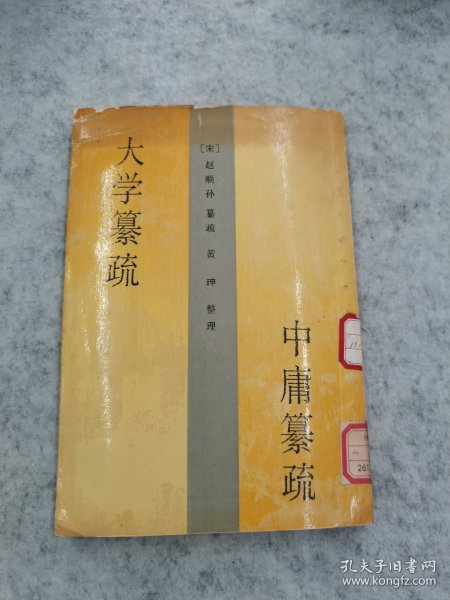 大学纂疏
[宋]赵顺孙 纂疏 黄珅 整理
中庸纂疏
261
孔夫子旧书网
www.kongfz.com